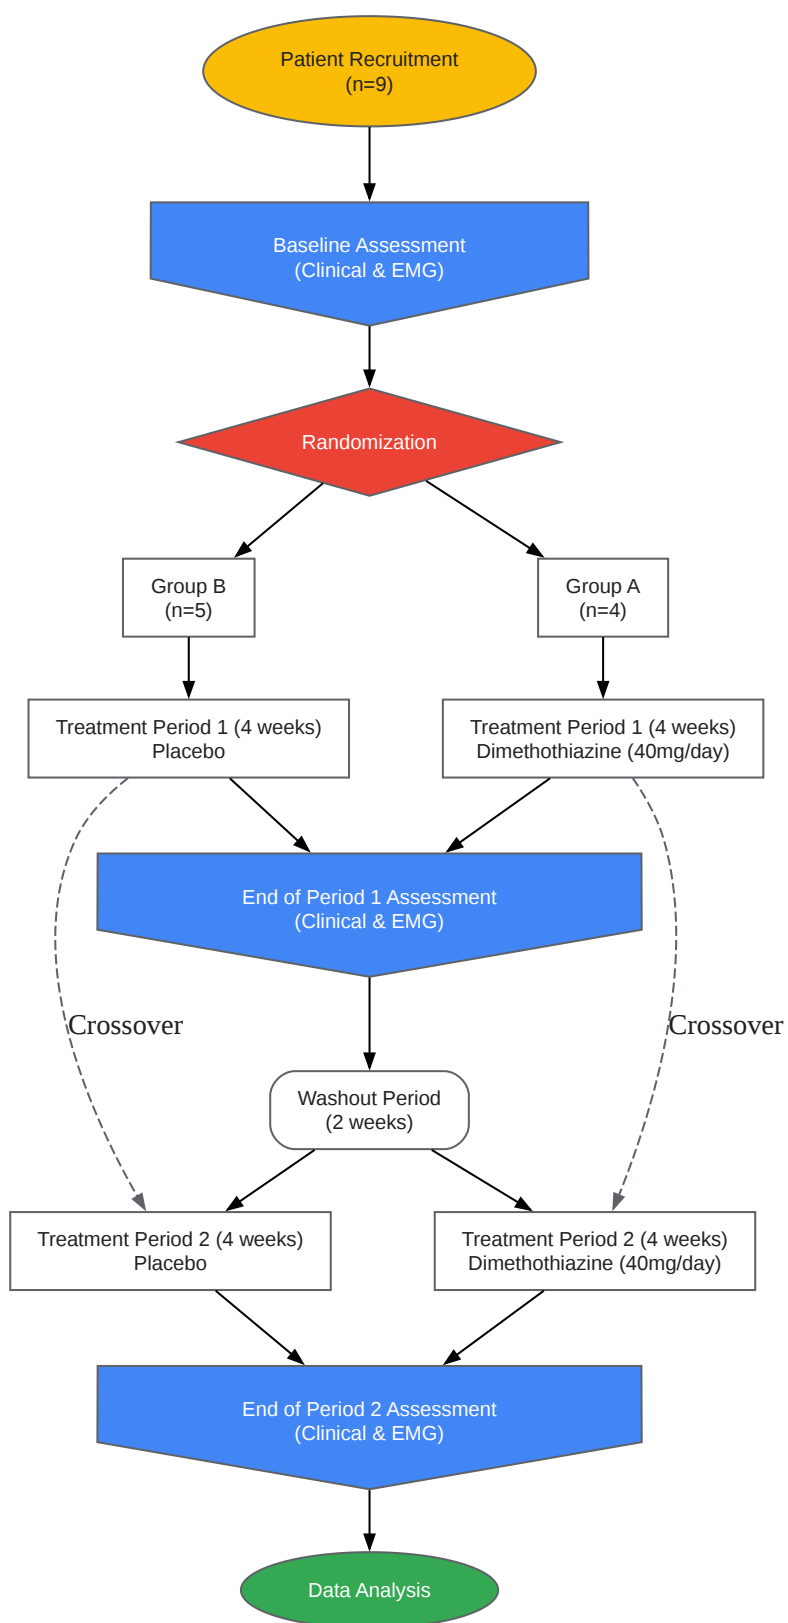 Patient Recruitment
(n=9)
Baseline Assessment
(Clinical & EMG)
Randomization
Group B
(n=5)
Group A
(n=4)
Treatment Period 1 (4 weeks)
Placebo
Treatment Period 1 (4 weeks)
Dimethothiazine (40mg/day)
End of Period 1 Assessment
(Clinical & EMG)
Crossover
Crossover
Washout Period
(2 weeks)
Treatment Period 2 (4 weeks)
Placebo
Treatment Period 2 (4 weeks)
Dimethothiazine (40mg/day)
End of Period 2 Assessment
(Clinical & EMG)
Data Analysis